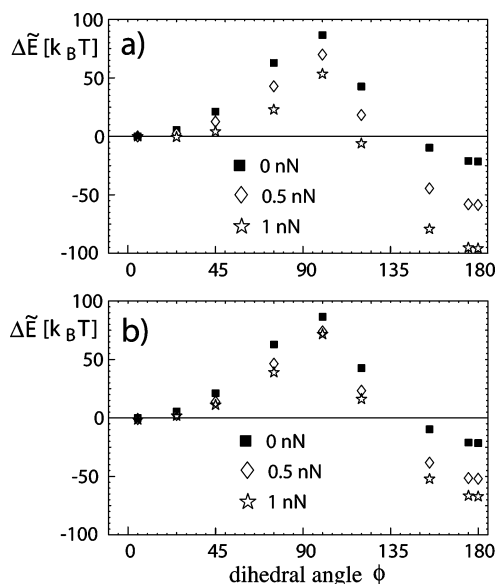 ΔẼ [k_BT]
a)
100
50
0
-50
-100
■ 0 nN
◇ 0.5 nN
☆ 1 nN
0 45 90 135 180
ΔẼ [k_BT]
b)
100
50
0
-50
-100
■ 0 nN
◇ 0.5 nN
☆ 1 nN
0 45 90 135 180
dihedral angle ϕ